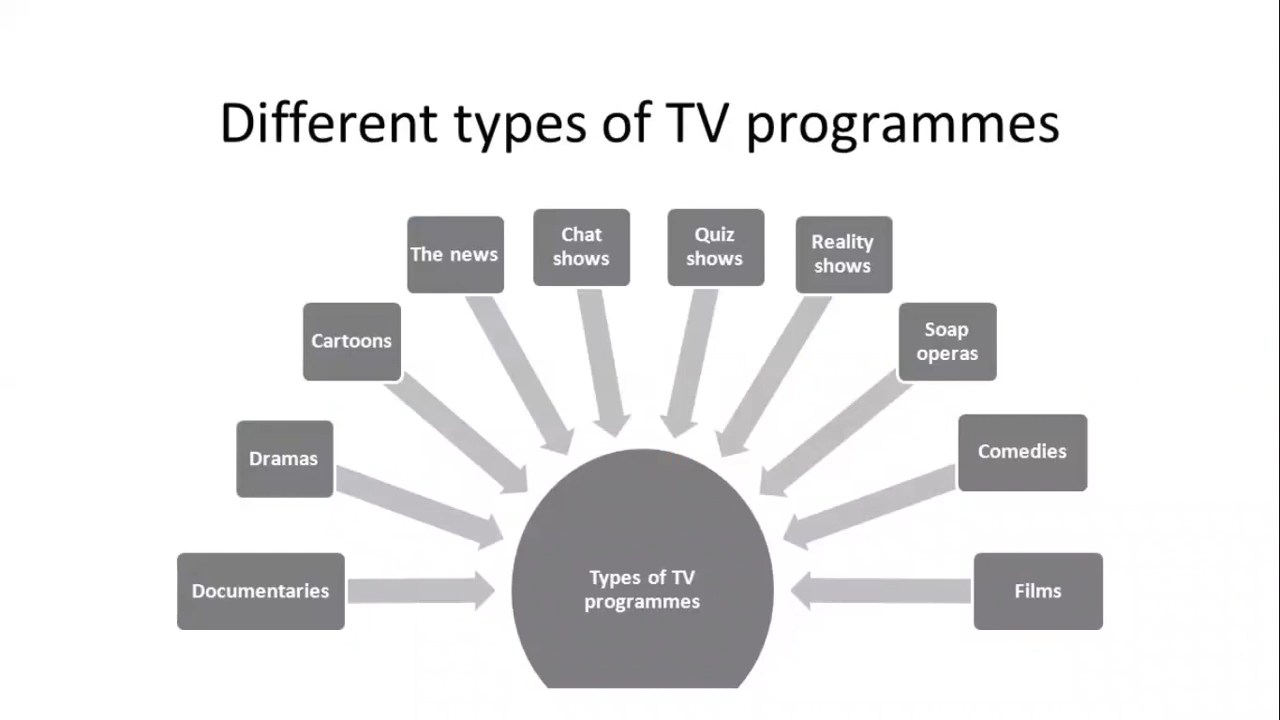 Different types of TV programmes
The news
Chat
shows
Quiz
shows
Reality
shows
Cartoons
Soap
operas
Dramas
Comedies
Documentaries
Types of TV
programmes
Films